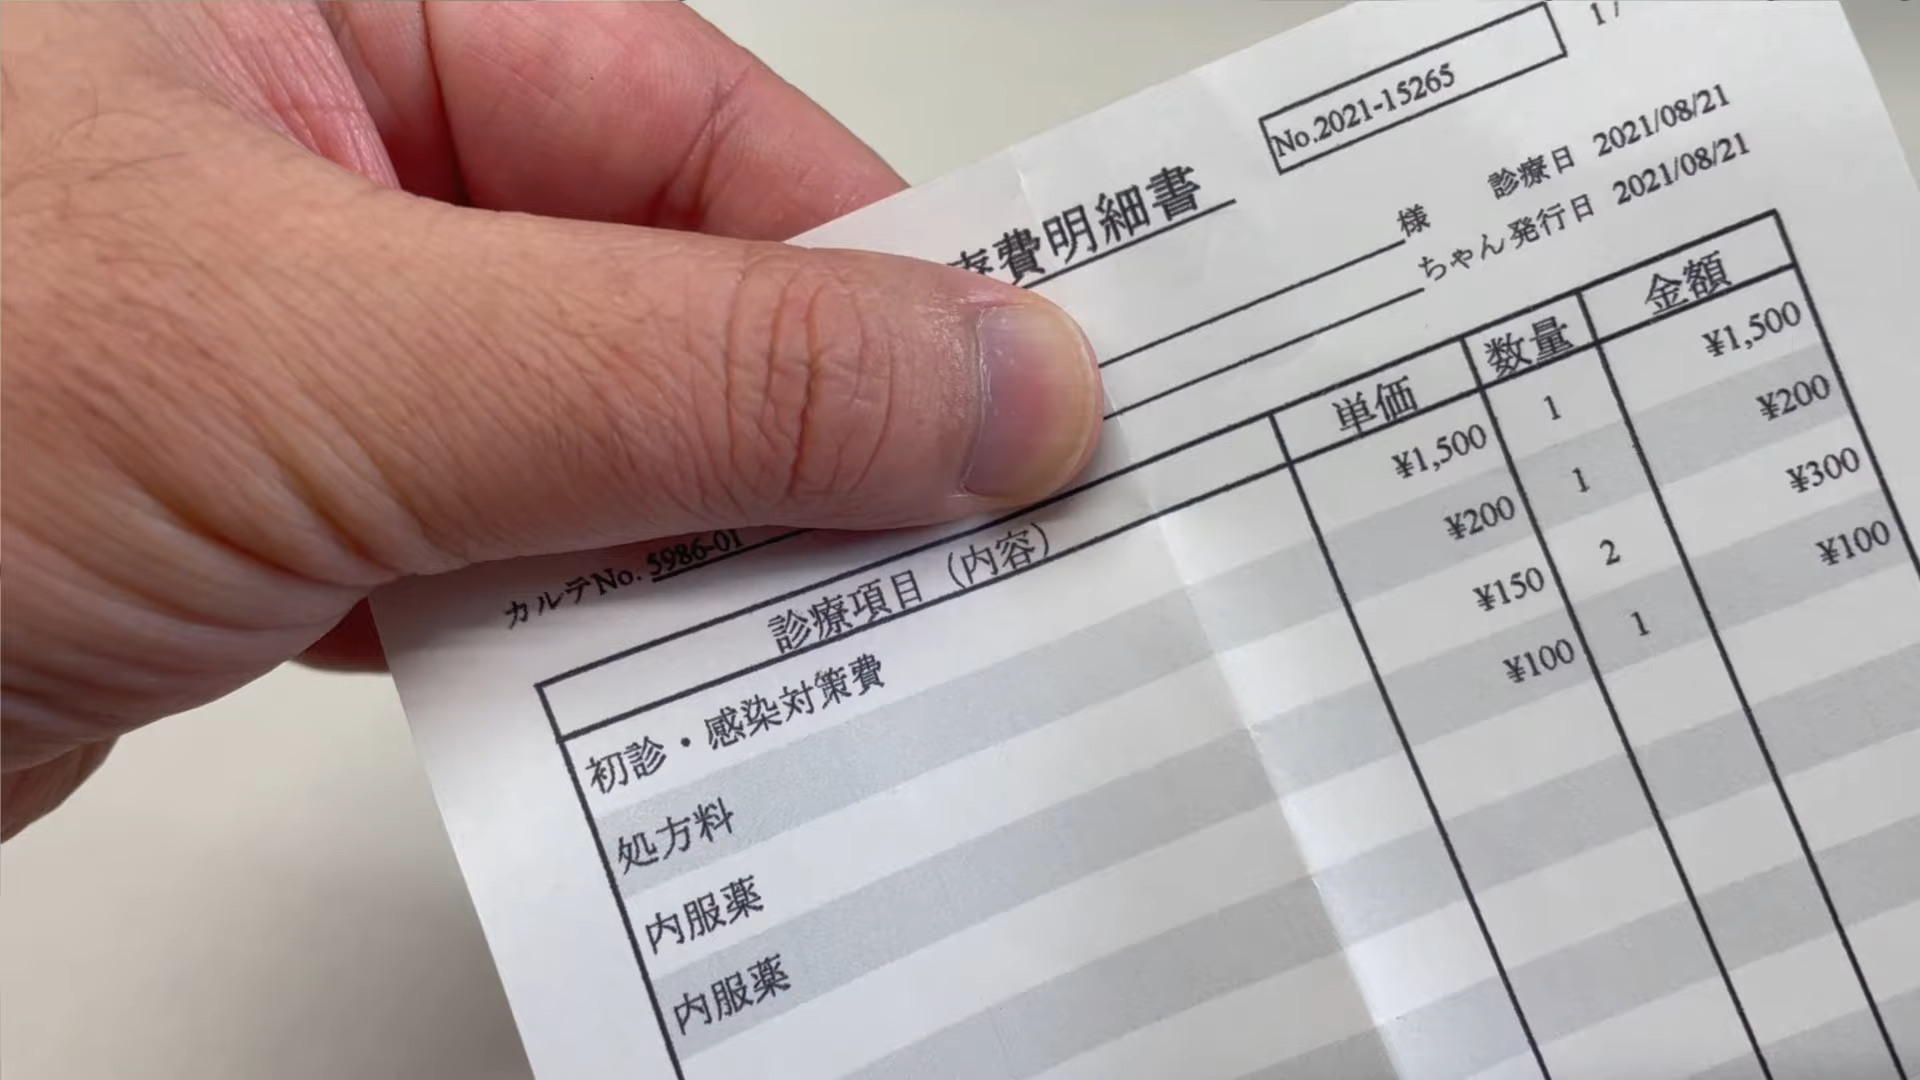 No.2021-15265
費明細書
診療日 2021/08/21
様
ちゃん 発行日 2021/08/21
カルテNo. 5986-01
診療項目（内容） 単価 数量 金額
初診・感染対策費 ¥1,500 1 ¥1,500
処方料 ¥200 1 ¥200
内服薬 ¥150 2 ¥300
内服薬 ¥100 1 ¥100